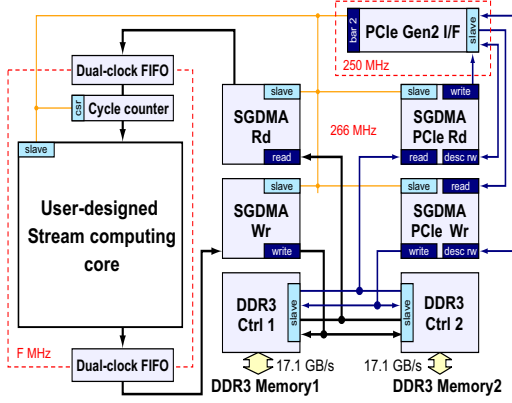 bar 2
PCIe Gen2 I/F
slave
250 MHz
Dual-clock FIFO
csr
Cycle counter
slave
User-designed
Stream computing
core
F MHz
Dual-clock FIFO
slave
SGDMA
Rd
read
266 MHz
slave
write
SGDMA
PCIe Rd
read
desc rw
slave
SGDMA
Wr
write
slave
read
SGDMA
PCIe Wr
write
desc rw
DDR3
Ctrl 1
slave
slave
DDR3
Ctrl 2
17.1 GB/s
17.1 GB/s
DDR3 Memory1
DDR3 Memory2